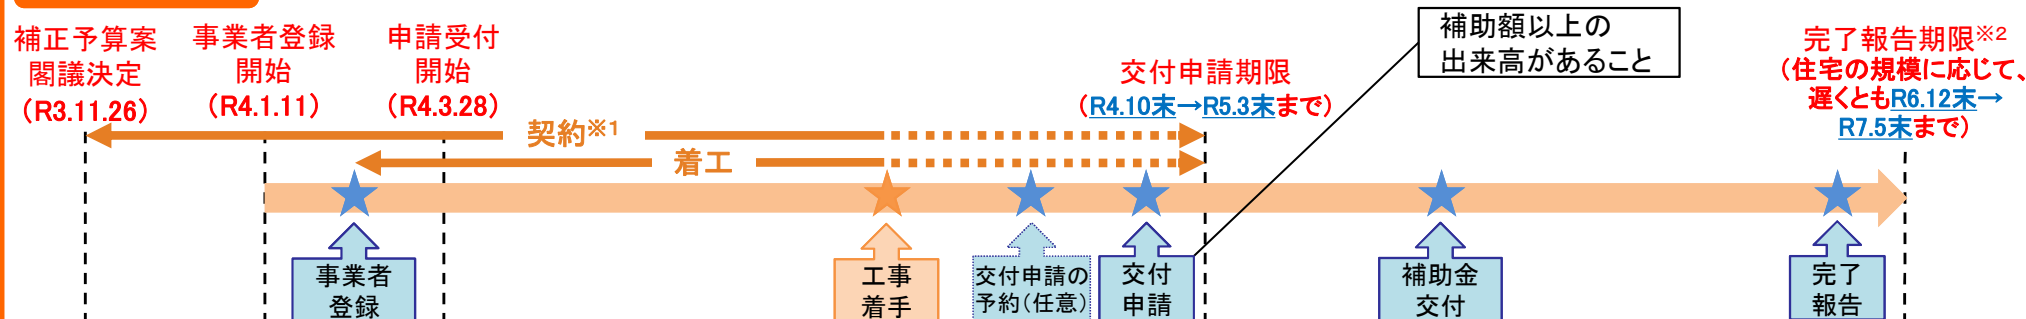 補正予算案
閣議決定
(R3.11.26)
事業者登録
開始
(R4.1.11)
申請受付
開始
(R4.3.28)
交付申請期限
(R4.10末→R5.3末まで)
補助額以上の
出来高があること
完了報告期限※2
(住宅の規模に応じて、
遅くともR6.12末→
R7.5末まで)
契約※1
着工
事業者
登録
工事
着手
交付申請の
予約(任意)
交付
申請
補助金
交付
完了
報告